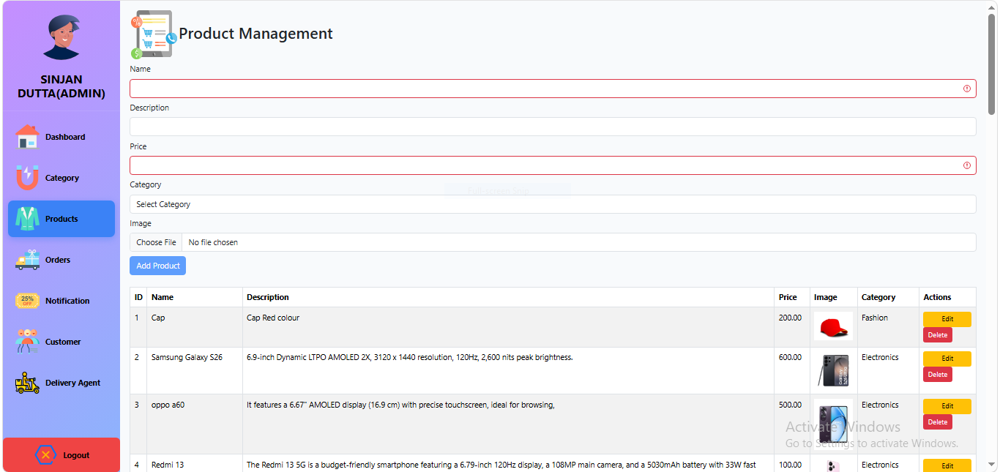 SINJAN
DUTTA(ADMIN)
Dashboard
Category
Products
Orders
25%
OFF
Notification
Customer
Delivery Agent
Logout
%
$
Product Management
Name
Description
Price
Category
Full-screen Snip
Select Category
Image
Choose File No file chosen
Add Product
ID Name Description Price Image Category Actions
1 Cap Cap Red colour 200.00 Fashion Edit
Delete
2 Samsung Galaxy S26 6.9-inch Dynamic LTPO AMOLED 2X, 3120 x 1440 resolution, 120Hz, 2,600 nits peak brightness. 600.00 Electronics Edit
Galaxy
S26 Ultra
Delete
3 oppo a60 It features a 6.67" AMOLED display (16.9 cm) with precise touchscreen, ideal for browsing, 500.00 Electronics Edit
Delete
Activate Windows
Go to Settings to activate Windows.
4 Redmi 13 The Redmi 13 5G is a budget-friendly smartphone featuring a 6.79-inch 120Hz display, a 108MP main camera, and a 5030mAh battery with 33W fast 100.00 Electronics Edit